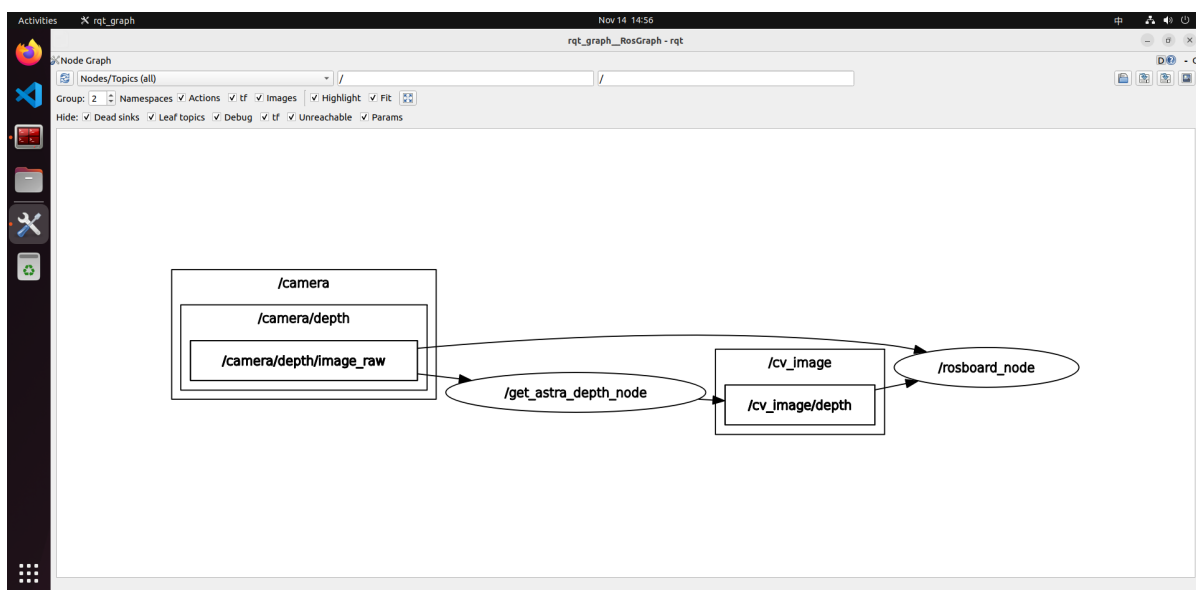 Activities rqt_graph Nov 14 14:56 中
rqt_graph__RosGraph - rqt
Node Graph D
Nodes/Topics (all) / /
Group: 2 Namespaces Actions tf Images Highlight Fit
Hide: Dead sinks Leaf topics Debug tf Unreachable Params
/camera
/camera/depth
/camera/depth/image_raw
/get_astra_depth_node
/cv_image
/cv_image/depth
/rosboard_node